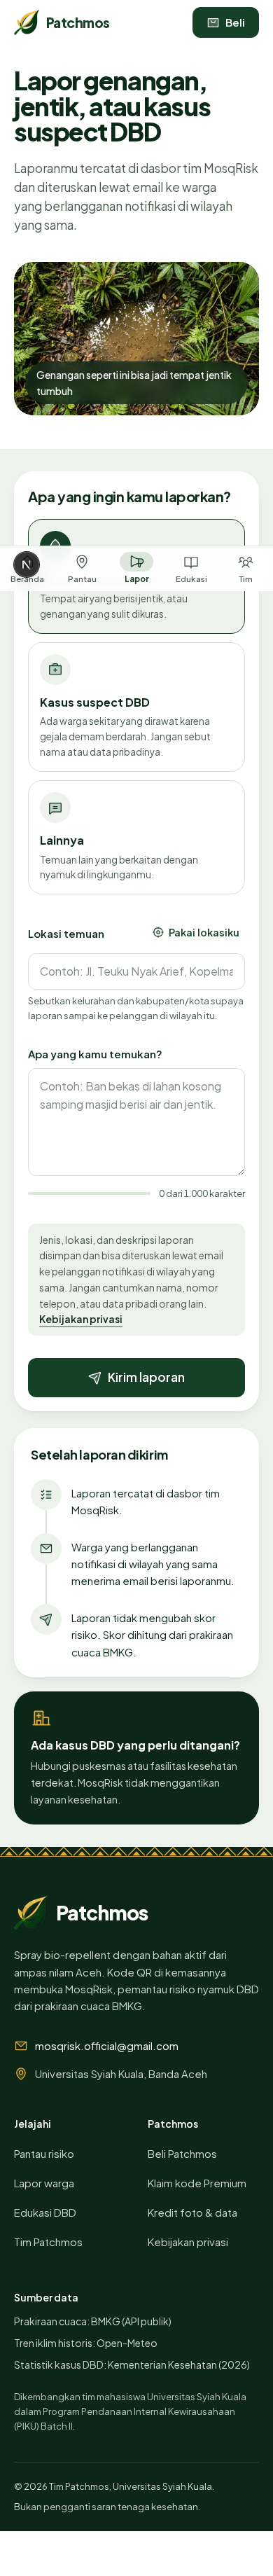 Patchmos
Beli
Lapor genangan,
jentik, atau kasus
suspect DBD
Laporanmu tercatat di dasbor tim MosqRisk
dan diteruskan lewat email ke warga
yang berlangganan notifikasi di wilayah
yang sama.
Genangan seperti ini bisa jadi tempat jentik
tumbuh
Apa yang ingin kamu laporkan?
N
Beranda
Pantau
Lapor
Edukasi
Tim
Tempat air yang berisi jentik, atau
genangan yang sulit dikuras.
Kasus suspect DBD
Ada warga sekitar yang dirawat karena
gejala demam berdarah. Jangan sebut
nama atau data pribadinya.
Lainnya
Temuan lain yang berkaitan dengan
nyamuk di lingkunganmu.
Lokasi temuan
Pakai lokasiku
Contoh: Jl. Teuku Nyak Arief, Kopelma
Sebutkan kelurahan dan kabupaten/kota supaya
laporan sampai ke pelanggan di wilayah itu.
Apa yang kamu temukan?
Contoh: Ban bekas di lahan kosong
samping masjid berisi air dan jentik.
0 dari 1.000 karakter
Jenis, lokasi, dan deskripsi laporan
disimpan dan bisa diteruskan lewat email
ke pelanggan notifikasi di wilayah yang
sama. Jangan cantumkan nama, nomor
telepon, atau data pribadi orang lain.
Kebijakan privasi
Kirim laporan
Setelah laporan dikirim
Laporan tercatat di dasbor tim
MosqRisk.
Warga yang berlangganan
notifikasi di wilayah yang sama
menerima email berisi laporanmu.
Laporan tidak mengubah skor
risiko. Skor dihitung dari prakiraan
cuaca BMKG.
Ada kasus DBD yang perlu ditangani?
Hubungi puskesmas atau fasilitas kesehatan
terdekat. MosqRisk tidak menggantikan
layanan kesehatan.
Patchmos
Spray bio-repellent dengan bahan aktif dari
ampas nilam Aceh. Kode QR di kemasannya
membuka MosqRisk, pemantau risiko nyamuk DBD
dari prakiraan cuaca BMKG.
mosqrisk.official@gmail.com
Universitas Syiah Kuala, Banda Aceh
Jelajahi
Patchmos
Pantau risiko
Beli Patchmos
Lapor warga
Klaim kode Premium
Edukasi DBD
Kredit foto & data
Tim Patchmos
Kebijakan privasi
Sumber data
Prakiraan cuaca: BMKG (API publik)
Tren iklim historis: Open-Meteo
Statistik kasus DBD: Kementerian Kesehatan (2026)
Dikembangkan tim mahasiswa Universitas Syiah Kuala
dalam Program Pendanaan Internal Kewirausahaan
(PIKU) Batch II.
© 2026 Tim Patchmos, Universitas Syiah Kuala.
Bukan pengganti saran tenaga kesehatan.